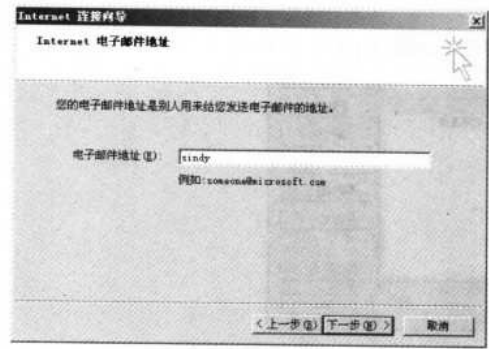 Internet 连接向导
Internet 电子邮件地址
您的电子邮件地址是别人用来给您发送电子邮件的地址。
电子邮件地址(E): sindy
例如:someone@microsoft.com
<上一步(B) 下一步(N)> 取消